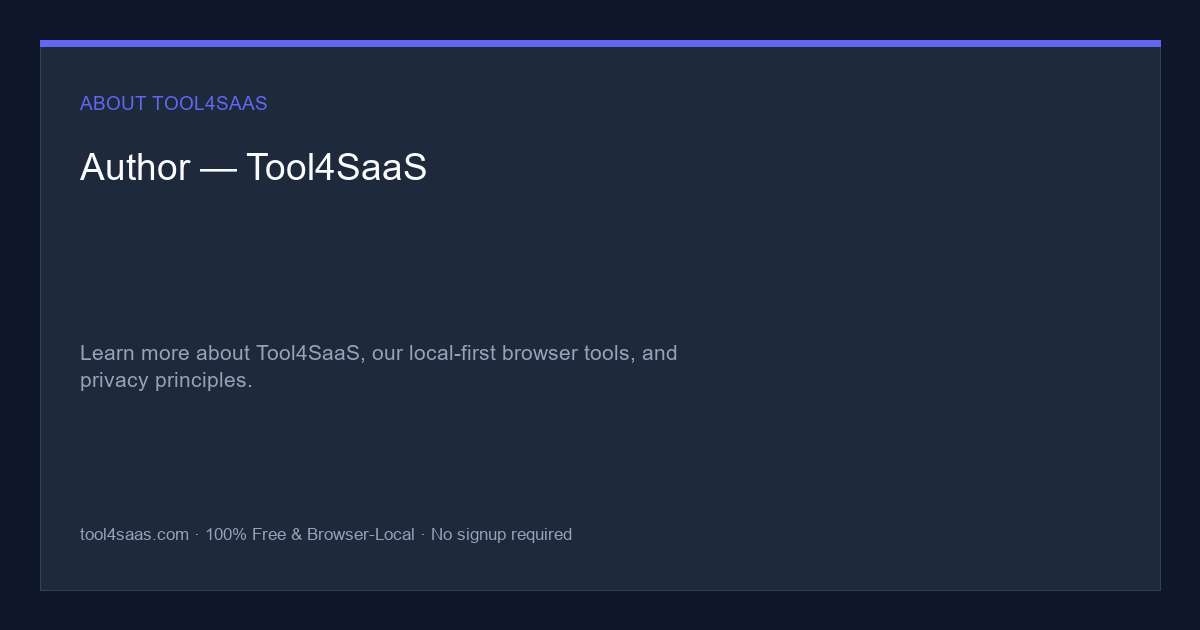 ABOUT TOOL4SAAS
Author — Tool4SaaS
Learn more about Tool4SaaS, our local-first browser tools, and
privacy principles.
tool4saas.com · 100% Free & Browser-Local · No signup required